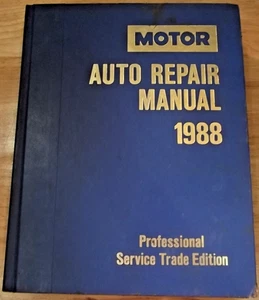 MOTOR
AUTO REPAIR
MANUAL
1988
Professional
Service Trade Edition